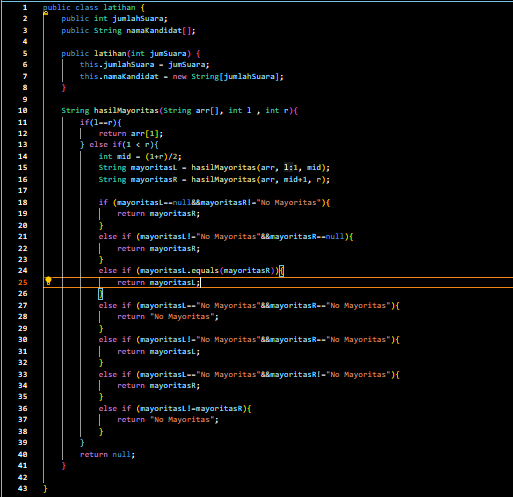 1 public class latihan {
2 public int jumlahSuara;
3 public String namaKandidat[];
4
5 public latihan(int jumSuara) {
6 this.jumlahSuara = jumSuara;
7 this.namaKandidat = new String[jumlahSuara];
8 }
9
10 String hasilMayoritas(String arr[], int l , int r){
11 if(l==r){
12 return arr[1];
13 } else if(1 < r){
14 int mid = (1+r)/2;
15 String mayoritasL = hasilMayoritas(arr, l:1, mid);
16 String mayoritasR = hasilMayoritas(arr, mid+1, r);
17
18 if (mayoritasL==null&&mayoritasR!="No Mayoritas"){
19 return mayoritasR;
20 }
21 else if (mayoritasL!="No Mayoritas"&&mayoritasR==null){
22 return mayoritasR;
23 }
24 else if (mayoritasL.equals(mayoritasR)){
25 return mayoritasL;
26 }
27 else if (mayoritasL=="No Mayoritas"&&mayoritasR=="No Mayoritas"){
28 return "No Mayoritas";
29 }
30 else if (mayoritasL!="No Mayoritas"&&mayoritasR=="No Mayoritas"){
31 return mayoritasL;
32 }
33 else if (mayoritasL=="No Mayoritas"&&mayoritasR!="No Mayoritas"){
34 return mayoritasR;
35 }
36 else if (mayoritasL!=mayoritasR){
37 return "No Mayoritas";
38 }
39 }
40 return null;
41 }
42
43 }